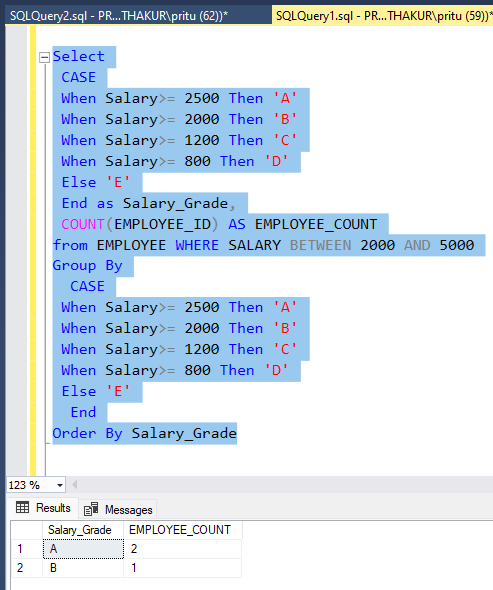 SQLQuery2.sql - PR...THAKUR\pritu (62))* SQLQuery1.sql - PR...THAKUR\pritu (59))*
Select
CASE
When Salary>= 2500 Then 'A'
When Salary>= 2000 Then 'B'
When Salary>= 1200 Then 'C'
When Salary>= 800 Then 'D'
Else 'E'
End as Salary_Grade,
COUNT(EMPLOYEE_ID) AS EMPLOYEE_COUNT
from EMPLOYEE WHERE SALARY BETWEEN 2000 AND 5000
Group By
CASE
When Salary>= 2500 Then 'A'
When Salary>= 2000 Then 'B'
When Salary>= 1200 Then 'C'
When Salary>= 800 Then 'D'
Else 'E'
End
Order By Salary_Grade
123 %
Results Messages
Salary_Grade EMPLOYEE_COUNT
1 A 2
2 B 1